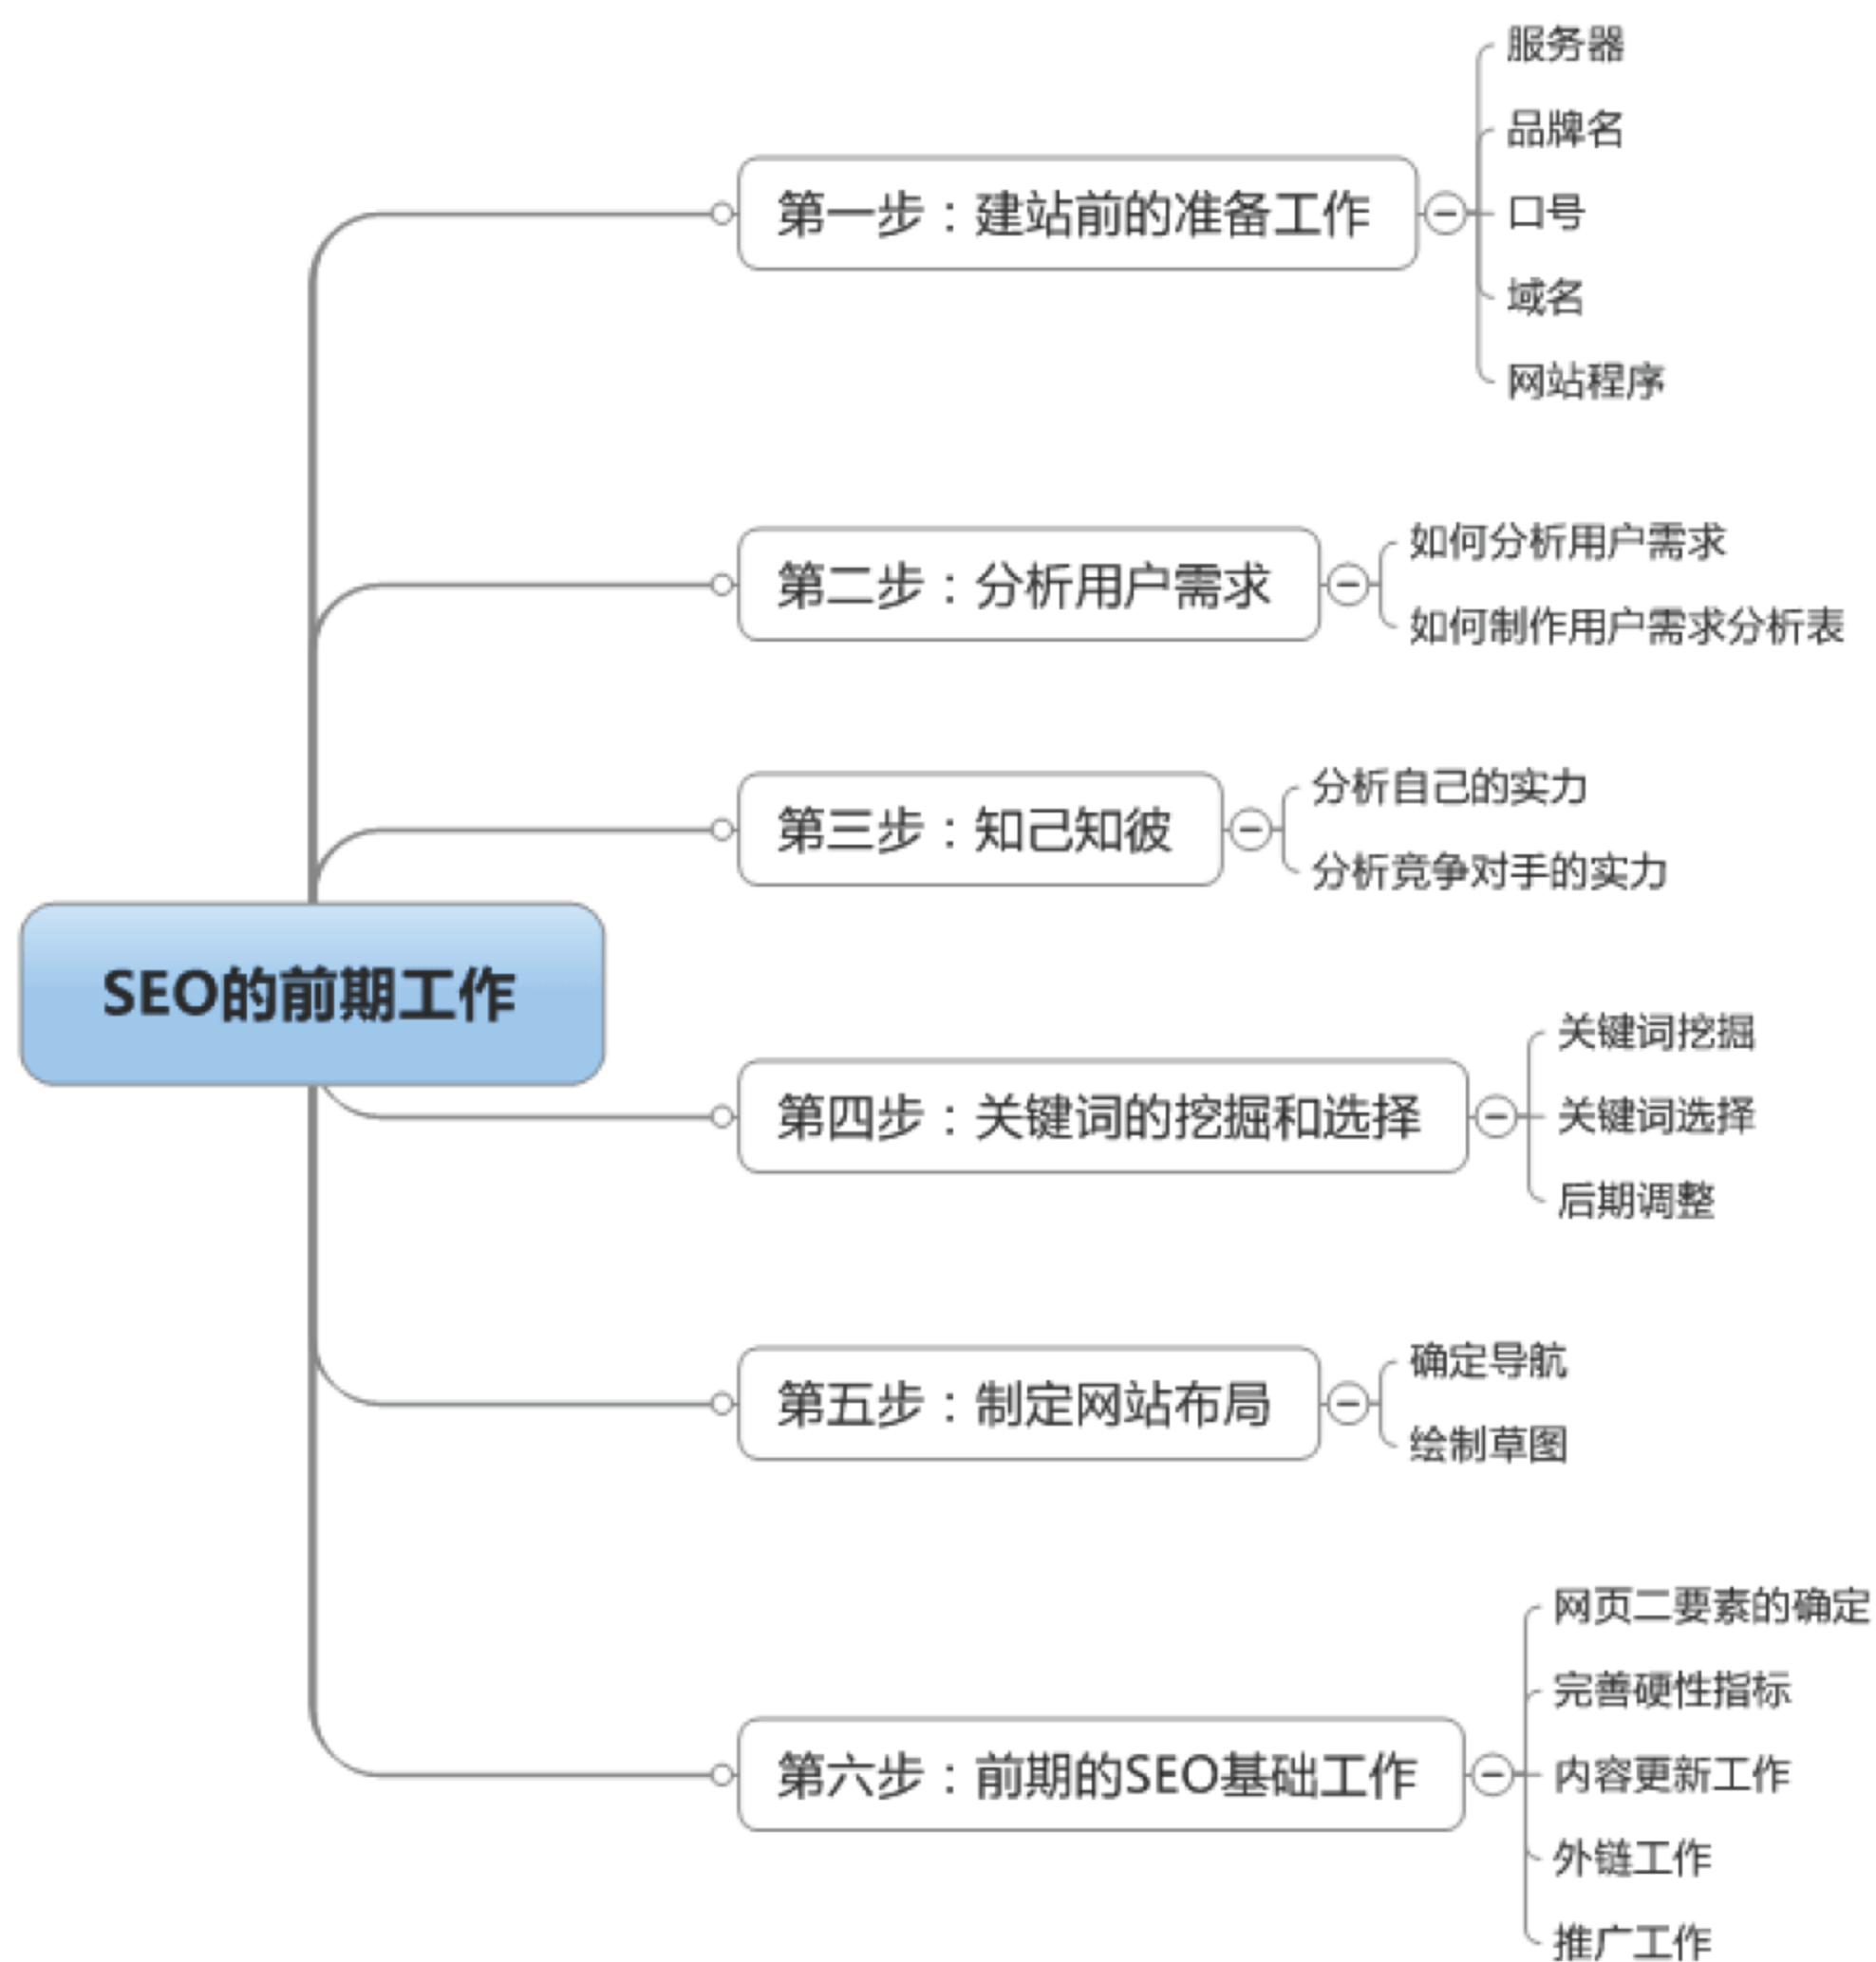 SEO的前期工作
第一步：建站前的准备工作
服务器
品牌名
口号
域名
网站程序
第二步：分析用户需求
如何分析用户需求
如何制作用户需求分析表
第三步：知己知彼
分析自己的实力
分析竞争对手的实力
第四步：关键词的挖掘和选择
关键词挖掘
关键词选择
后期调整
第五步：制定网站布局
确定导航
绘制草图
第六步：前期的SEO基础工作
网页二要素的确定
完善硬性指标
内容更新工作
外链工作
推广工作